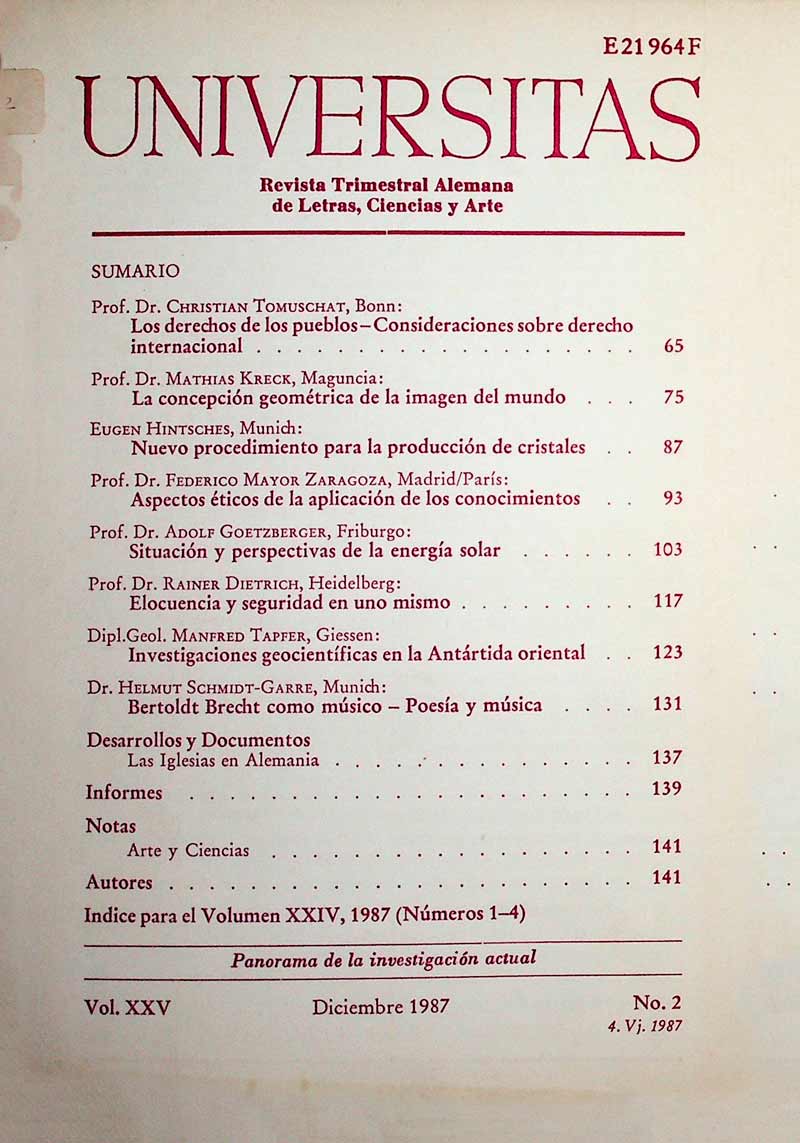 E21964F
UNIVERSITAS
Revista Trimestral Alemana
de Letras, Ciencias y Arte
SUMARIO
Prof. Dr. CHRISTIAN TOMUSCHAT, Bonn:
Los derechos de los pueblos–Consideraciones sobre derecho
internacional . . . . . . . . . . . . . . . . . . . 65
Prof. Dr. MATHIAS KRECK, Maguncia:
La concepción geométrica de la imagen del mundo . . . 75
EUGEN HINTSCHES, Munich:
Nuevo procedimiento para la producción de cristales . . 87
Prof. Dr. FEDERICO MAYOR ZARAGOZA, Madrid/París:
Aspectos éticos de la aplicación de los conocimientos . . 93
Prof. Dr. ADOLF GOETZBERGER, Friburgo:
Situación y perspectivas de la energía solar . . . . . . 103
Prof. Dr. RAINER DIETRICH, Heidelberg:
Elocuencia y seguridad en uno mismo . . . . . . . . . 117
Dipl.Geol. MANFRED TAPFER, Giessen:
Investigaciones geocientíficas en la Antártida oriental . . 123
Dr. HELMUT SCHMIDT-GARRE, Munich:
Bertoldt Brecht como músico – Poesía y música . . . . 131
Desarrollos y Documentos
Las Iglesias en Alemania . . . . . . . . . . . . . . 137
Informes . . . . . . . . . . . . . . . . . . . . . 139
Notas
Arte y Ciencias . . . . . . . . . . . . . . . . . 141
Autores . . . . . . . . . . . . . . . . . . . . . . 141
Indice para el Volumen XXIV, 1987 (Números 1–4)
Panorama de la investigación actual
Vol. XXV Diciembre 1987 No. 2
4. Vj. 1987